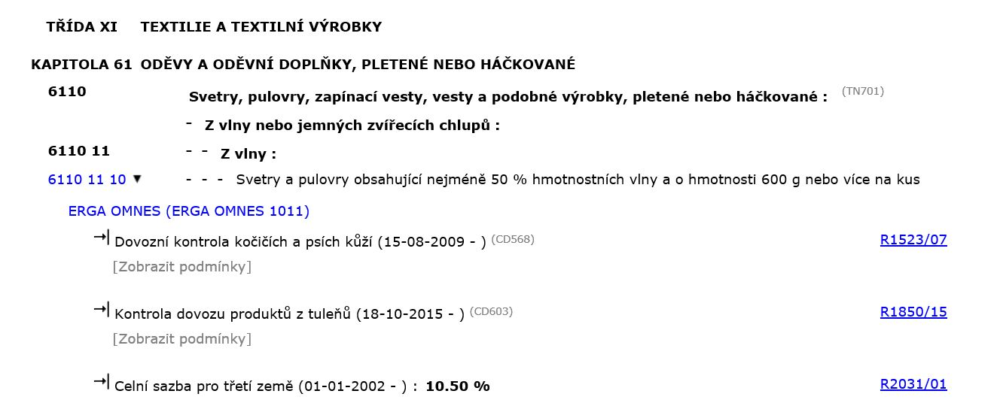 TŘÍDA XI TEXTILIE A TEXTILNÍ VÝROBKY
KAPITOLA 61 ODĚVY A ODĚVNÍ DOPLŇKY, PLETENÉ NEBO HÁČKOVANÉ
6110 Svetry, pulovry, zapínací vesty, vesty a podobné výrobky, pletené nebo háčkované : (TN701)
- Z vlny nebo jemných zvířecích chlupů :
6110 11 - - Z vlny :
6110 11 10 ▼ - - - Svetry a pulovry obsahující nejméně 50 % hmotnostních vlny a o hmotnosti 600 g nebo více na kus
ERGA OMNES (ERGA OMNES 1011)
Dovozní kontrola kočičích a psích kůží (15-08-2009 - ) (CD568) R1523/07
[Zobrazit podmínky]
Kontrola dovozu produktů z tuleňů (18-10-2015 - ) (CD603) R1850/15
[Zobrazit podmínky]
Celní sazba pro třetí země (01-01-2002 - ) : 10.50 % R2031/01